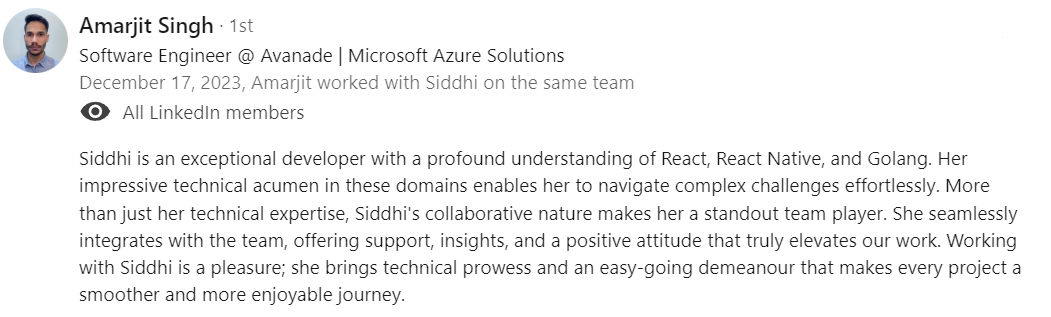 Amarjit Singh · 1st
Software Engineer @ Avanade | Microsoft Azure Solutions
December 17, 2023, Amarjit worked with Siddhi on the same team
All LinkedIn members
Siddhi is an exceptional developer with a profound understanding of React, React Native, and Golang. Her
impressive technical acumen in these domains enables her to navigate complex challenges effortlessly. More
than just her technical expertise, Siddhi's collaborative nature makes her a standout team player. She seamlessly
integrates with the team, offering support, insights, and a positive attitude that truly elevates our work. Working
with Siddhi is a pleasure; she brings technical prowess and an easy-going demeanour that makes every project a
smoother and more enjoyable journey.